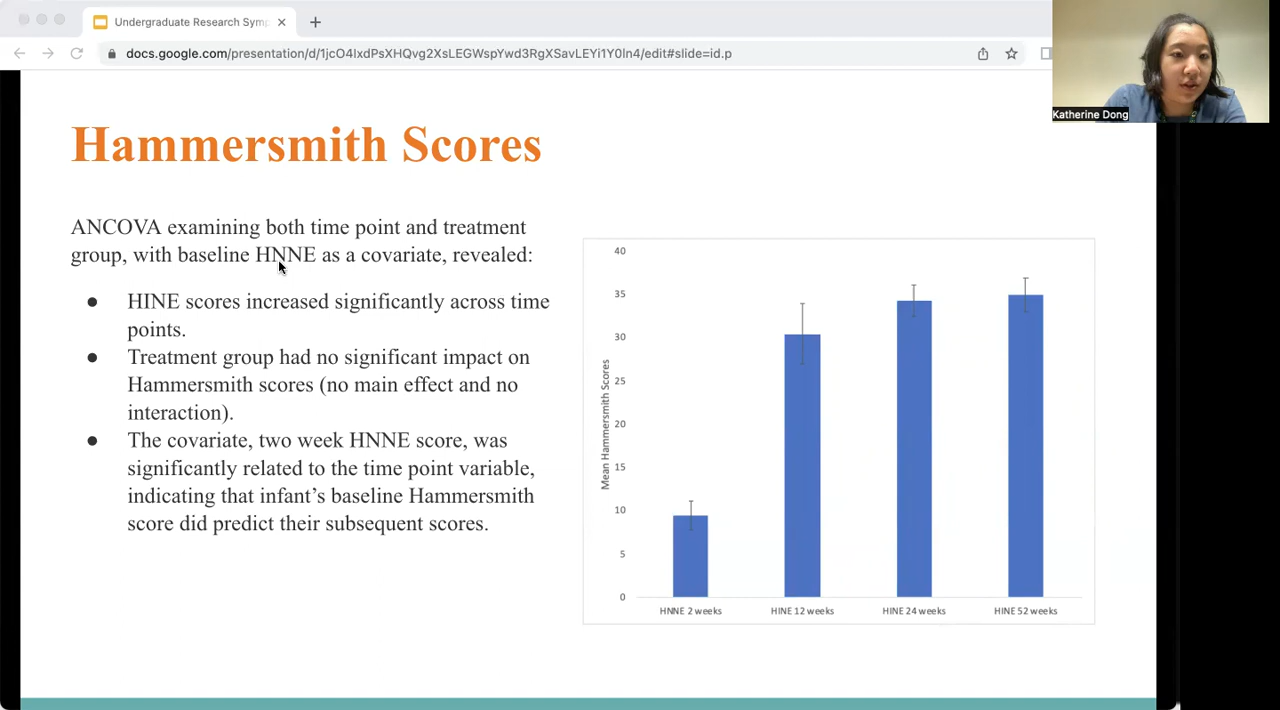 Undergraduate Research Symp
docs.google.com/presentation/d/1jcO4lxdPsXHQvg2XsLEGWspYwd3RgXSavLEYi1Y0ln4/edit#slide=id.p
Katherine Dong
Hammersmith Scores
ANCOVA examining both time point and treatment
group, with baseline HNNE as a covariate, revealed:
● HINE scores increased significantly across time
points.
● Treatment group had no significant impact on
Hammersmith scores (no main effect and no
interaction).
● The covariate, two week HNNE score, was
significantly related to the time point variable,
indicating that infant’s baseline Hammersmith
score did predict their subsequent scores.
Mean Hammersmith Scores
40
35
30
25
20
15
10
5
0
HNNE 2 weeks
HINE 12 weeks
HINE 24 weeks
HINE 52 weeks